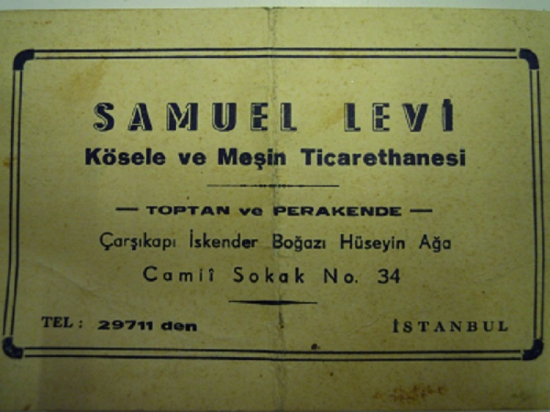 SAMUEL LEVİ
Kösele ve Meşin Ticarethanesi
— TOPTAN ve PERAKENDE —
Çarşıkapı İskender Boğazı Hüseyin Ağa
Camiî Sokak No. 34
TEL : 29711 den İSTANBUL